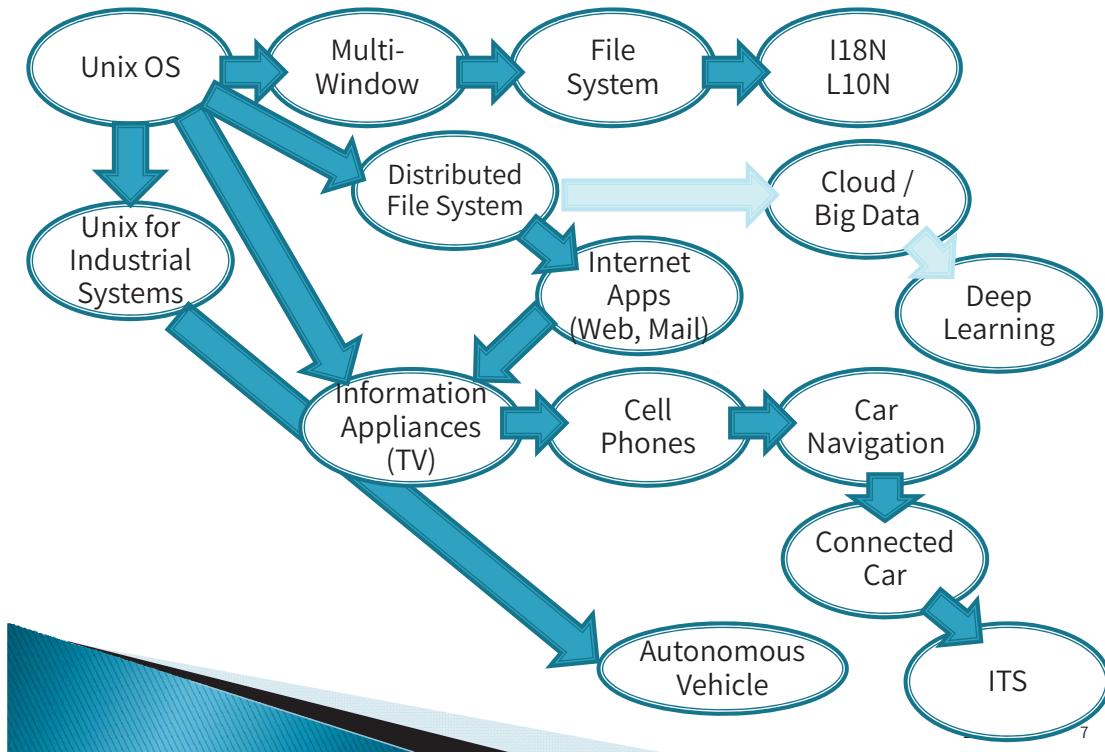 Unix OS
Multi-
Window
File
System
I18N
L10N
Distributed
File System
Cloud /
Big Data
Unix for
Industrial
Systems
Internet
Apps
(Web, Mail)
Deep
Learning
Information
Appliances
(TV)
Cell
Phones
Car
Navigation
Connected
Car
Autonomous
Vehicle
ITS
7